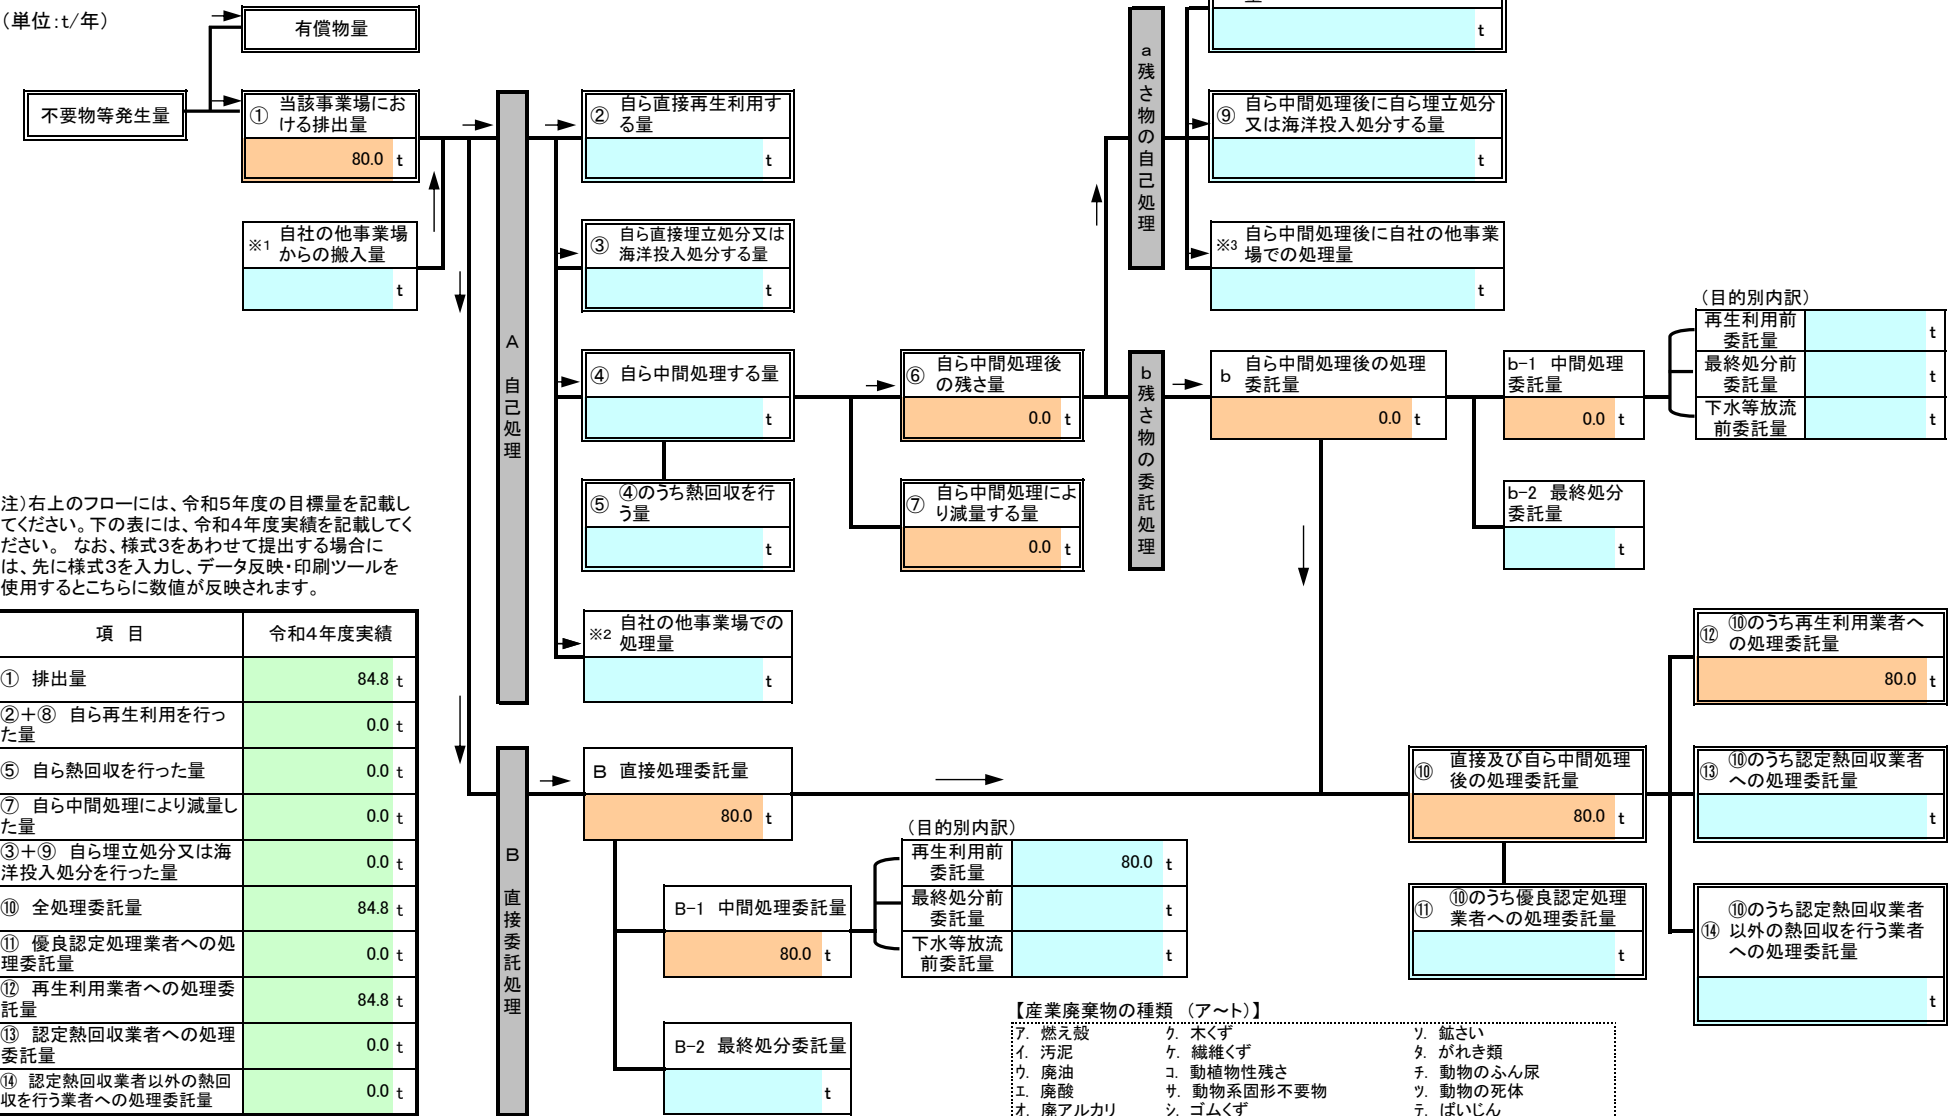 （単位：t/年）
有償物量
不要物等発生量
① 当該事業場にお
ける排出量
80.0 t
※1 自社の他事業場
からの搬入量
t
A 自己処理
② 自ら直接再生利用す
る量
t
③ 自ら直接埋立処分又は
海洋投入処分する量
t
④ 自ら中間処理する量
t
⑤ ④のうち熱回収を行
う量
t
※2 自社の他事業場での
処理量
t
⑥ 自ら中間処理後
の残さ量
0.0 t
⑦ 自ら中間処理によ
り減量する量
0.0 t
a 残さ物の自己処理
t
⑨ 自ら中間処理後に自ら埋立処分
又は海洋投入処分する量
t
※3 自ら中間処理後に自社の他事業
場での処理量
t
b 残さ物の委託処理
b 自ら中間処理後の処理
委託量
0.0 t
b-1 中間処理
委託量
0.0 t
b-2 最終処分
委託量
t
（目的別内訳）
再生利用前
委託量
t
最終処分前
委託量
t
下水等放流
前委託量
t
注）右上のフローには、令和5年度の目標量を記載し
てください。下の表には、令和4年度実績を記載してく
ださい。 なお、様式3をあわせて提出する場合に
は、先に様式3を入力し、データ反映・印刷ツールを
使用するとこちらに数値が反映されます。
項 目 令和4年度実績
① 排出量 84.8 t
②＋⑧ 自ら再生利用を行っ
た量 0.0 t
⑤ 自ら熱回収を行った量 0.0 t
⑦ 自ら中間処理により減量し
た量 0.0 t
③＋⑨ 自ら埋立処分又は海
洋投入処分を行った量 0.0 t
⑩ 全処理委託量 84.8 t
⑪ 優良認定処理業者への処
理委託量 0.0 t
⑫ 再生利用業者への処理委
託量 84.8 t
⑬ 認定熱回収業者への処理
委託量 0.0 t
⑭ 認定熱回収業者以外の熱回
収を行う業者への処理委託量 0.0 t
B 直接委託処理
B 直接処理委託量
80.0 t
B-1 中間処理委託量
80.0 t
B-2 最終処分委託量
t
（目的別内訳）
再生利用前
委託量
80.0 t
最終処分前
委託量
t
下水等放流
前委託量
t
⑩ 直接及び自ら中間処理
後の処理委託量
80.0 t
⑪ ⑩のうち優良認定処理
業者への処理委託量
t
⑫ ⑩のうち再生利用業者へ
の処理委託量
80.0 t
⑬ ⑩のうち認定熱回収業者
への処理委託量
t
⑭ ⑩のうち認定熱回収業者
以外の熱回収を行う業者
への処理委託量
t
【産業廃棄物の種類 （ア～ト）】
ア. 燃え殻 ク. 木くず ソ. 鉱さい
イ. 汚泥 ケ. 繊維くず タ. がれき類
ウ. 廃油 コ. 動植物性残さ チ. 動物のふん尿
エ. 廃酸 サ. 動物系固形不要物 ツ. 動物の死体
オ. 廃アルカリ シ. ゴムくず テ. ばいじん